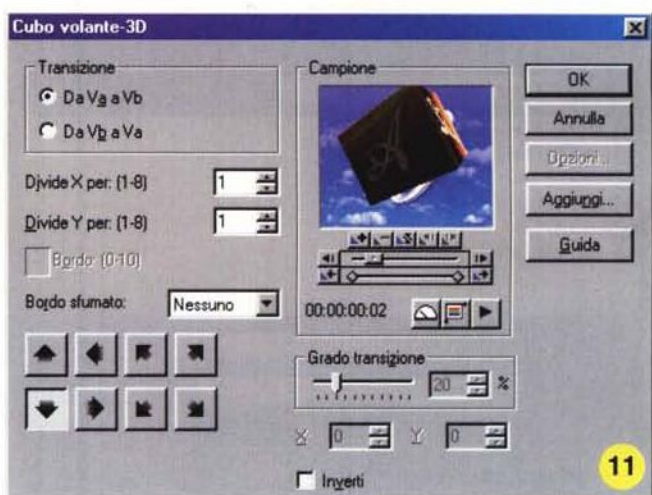 Cubo volante-3D
Transizione
Da Va a Vb
Da Vb a Va
Divide X per: (1-8) 1
Divide Y per: (1-8) 1
Bordo: (0-10)
Bordo sfumato: Nessuno
Campione
00:00:00:02
Grado transizione
20 %
X 0 Y 0
Inverti
OK
Annulla
Opzioni...
Aggiungi...
Guida
11